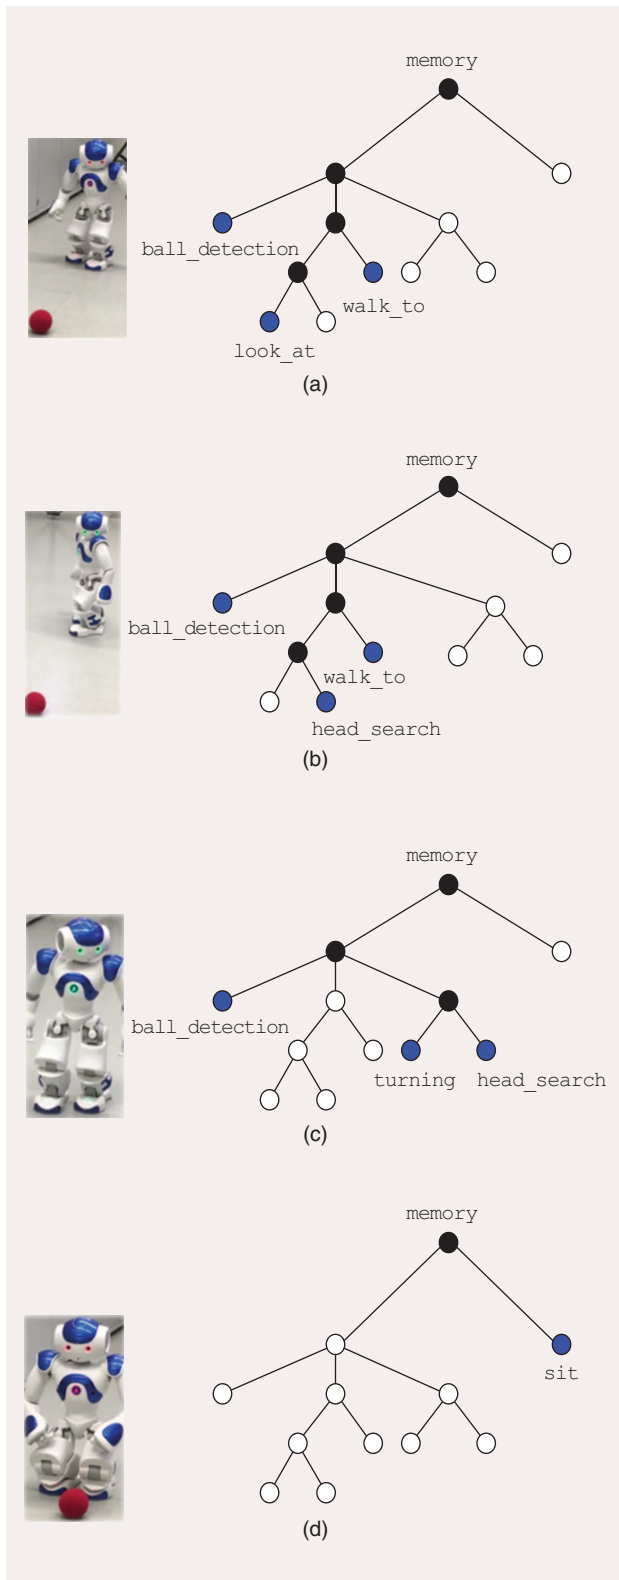 memory
ball_detection
walk_to
look_at
(a)
memory
ball_detection
walk_to
head_search
(b)
memory
ball_detection
turning head_search
(c)
memory
sit
(d)